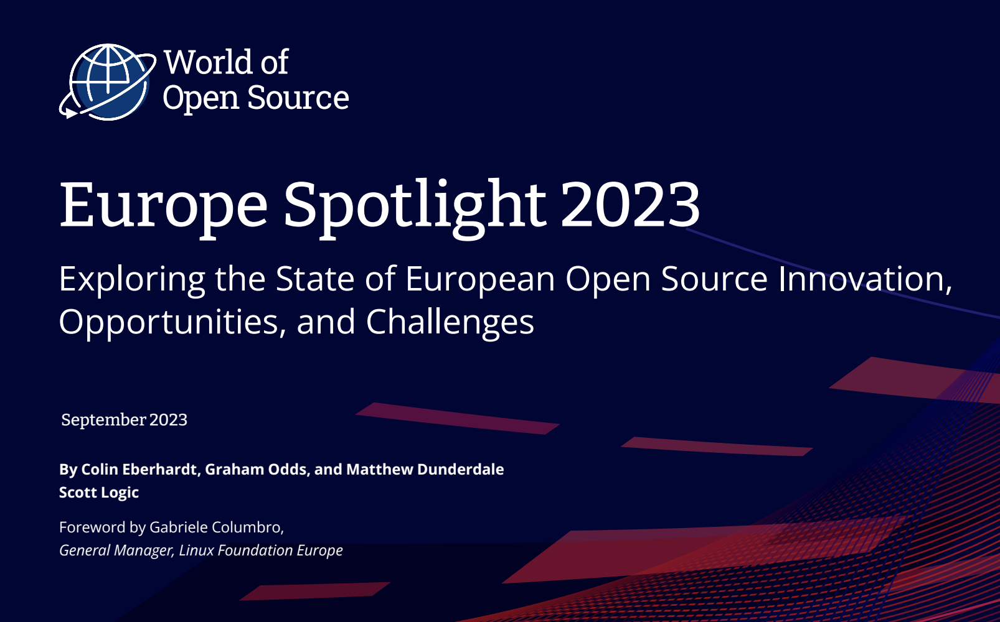 World of
Open Source
Europe Spotlight 2023
Exploring the State of European Open Source Innovation,
Opportunities, and Challenges
September 2023
By Colin Eberhardt, Graham Odds, and Matthew Dunderdale
Scott Logic
Foreword by Gabriele Columbro,
General Manager, Linux Foundation Europe